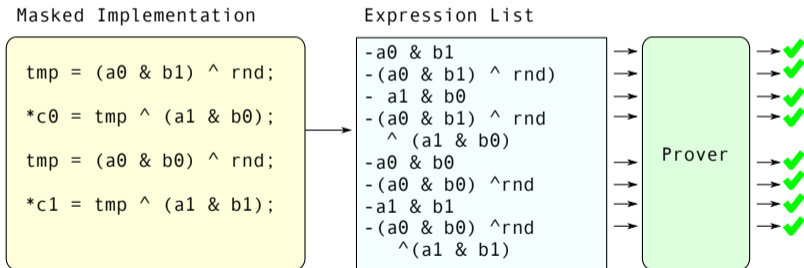 Masked Implementation
tmp = (a0 & b1) ^ rnd;
*c0 = tmp ^ (a1 & b0);
tmp = (a0 & b0) ^ rnd;
*c1 = tmp ^ (a1 & b1);
Expression List
-a0 & b1
-(a0 & b1) ^ rnd)
- a1 & b0
-(a0 & b1) ^ rnd
^ (a1 & b0)
-a0 & b0
-(a0 & b0) ^rnd
-a1 & b1
-(a0 & b0) ^rnd
^(a1 & b1)
Prover